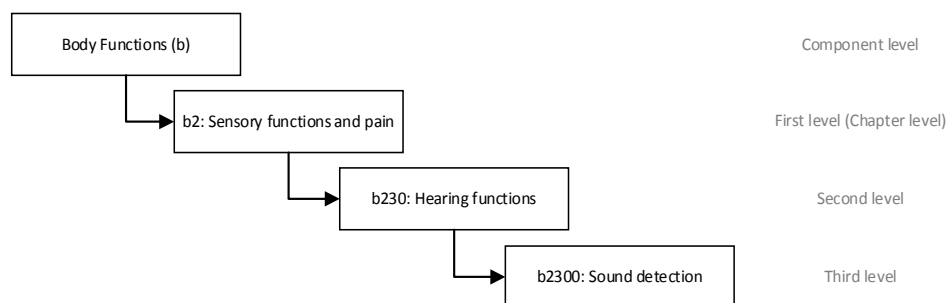 Body Functions (b)
Component level
b2: Sensory functions and pain
First level (Chapter level)
b230: Hearing functions
Second level
b2300: Sound detection
Third level